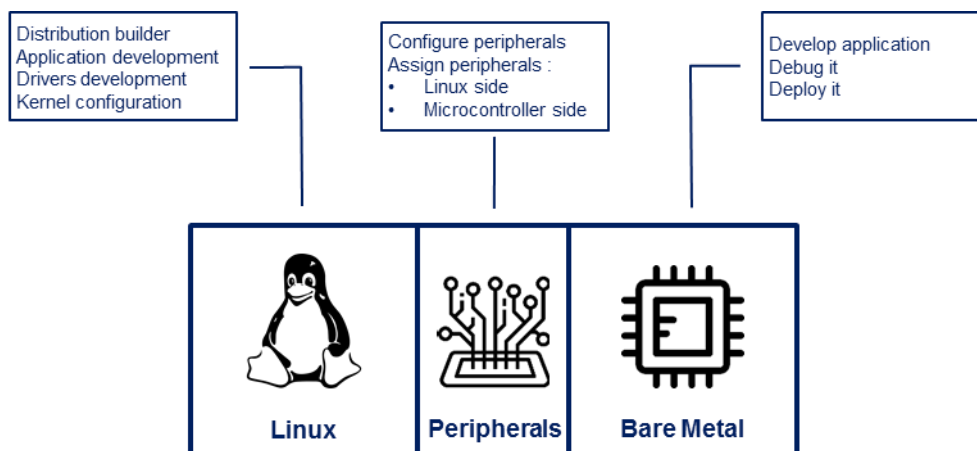 Distribution builder
Application development
Drivers development
Kernel configuration
Configure peripherals
Assign peripherals :
• Linux side
• Microcontroller side
Develop application
Debug it
Deploy it
Linux
Peripherals
Bare Metal